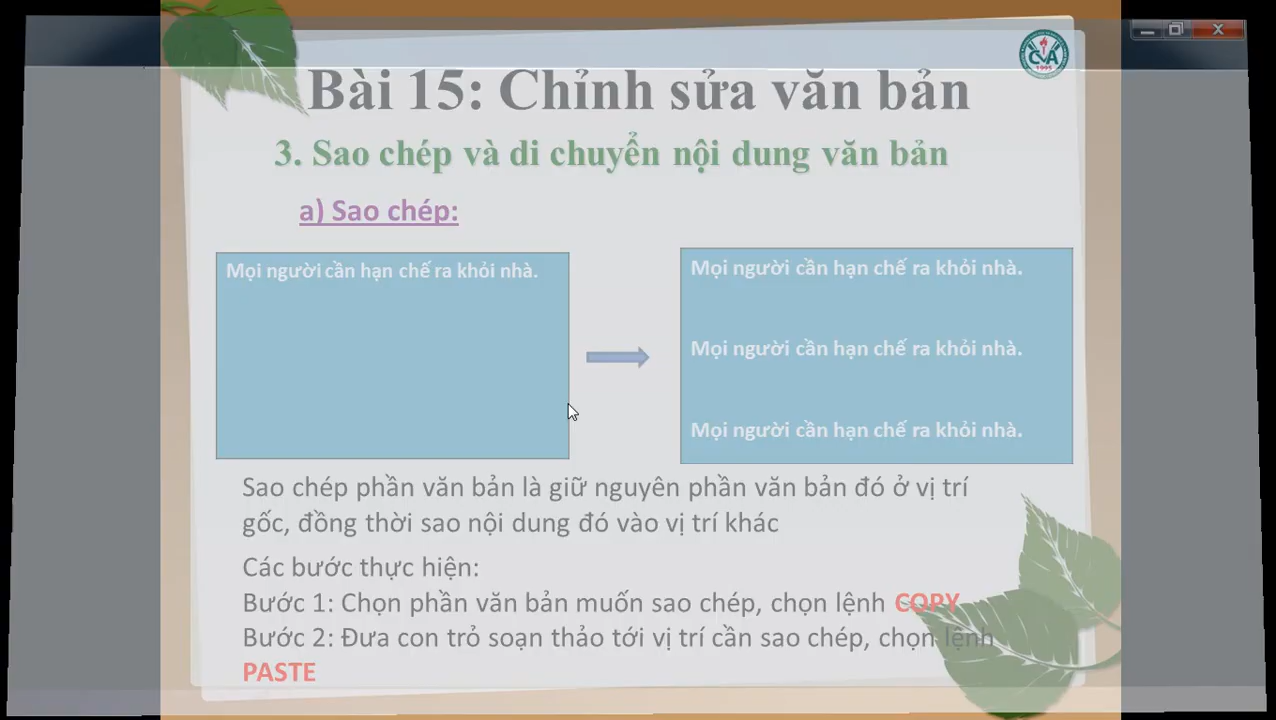 CVA
1995
Bài 15: Chỉnh sửa văn bản
3. Sao chép và di chuyển nội dung văn bản
a) Sao chép:
Mọi người cần hạn chế ra khỏi nhà.
Mọi người cần hạn chế ra khỏi nhà.
Mọi người cần hạn chế ra khỏi nhà.
Mọi người cần hạn chế ra khỏi nhà.
Sao chép phần văn bản là giữ nguyên phần văn bản đó ở vị trí
gốc, đồng thời sao nội dung đó vào vị trí khác
Các bước thực hiện:
Bước 1: Chọn phần văn bản muốn sao chép, chọn lệnh COPY
Bước 2: Đưa con trỏ soạn thảo tới vị trí cần sao chép, chọn lệnh
PASTE